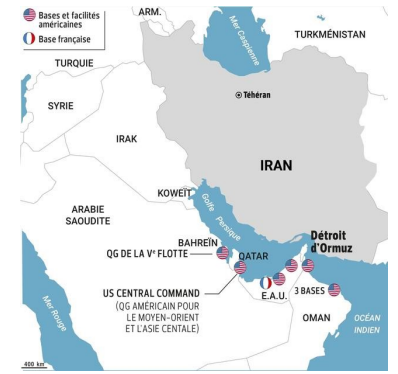 Bases et facilités
américaines
Base française
ARM.
Mer Caspienne
TURKMÉNISTAN
TURQUIE
Téhéran
SYRIE
IRAK
IRAN
KOWEÏT
Golfe
Persique
ARABIE
SAOUDITE
Détroit
d'Ormuz
BAHREÏN
QG DE LA Vᵉ FLOTTE
QATAR
US CENTRAL COMMAND
(QG AMÉRICAIN POUR
LE MOYEN-ORIENT
ET L'ASIE CENTALE)
E.A.U.
3 BASES
OMAN
OCÉAN
INDIEN
Mer Rouge
400 km